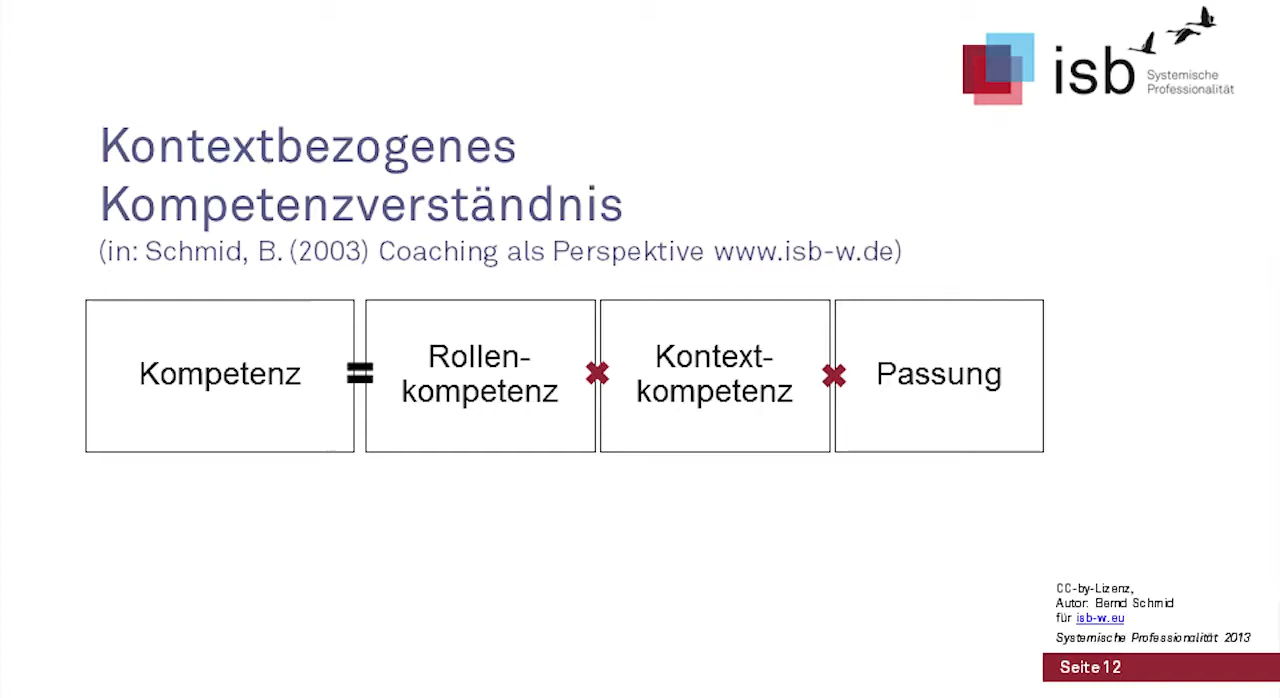 isb
Systemische
Professionalität
Kontextbezogenes
Kompetenzverständnis
(in: Schmid, B. (2003) Coaching als Perspektive www.isb-w.de)
Kompetenz = Rollen-
kompetenz ✖ Kontext-
kompetenz ✖ Passung
CC-by-Lizenz,
Autor: Bernd Schmid
für isb-w.eu
Systemische Professionalität 2013
Seite 12